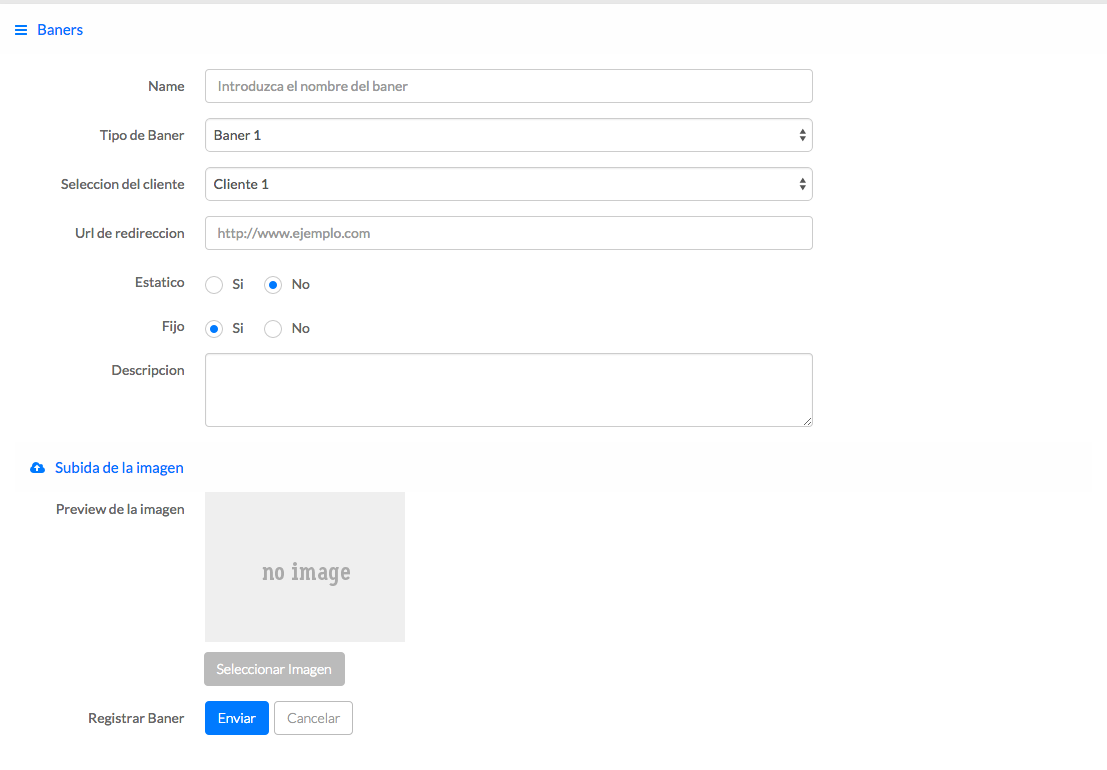 Baners
Name Introduzca el nombre del baner
Tipo de Baner Baner 1
Seleccion del cliente Cliente 1
Url de redireccion http://www.ejemplo.com
Estatico Si No
Fijo Si No
Descripcion
Subida de la imagen
Preview de la imagen
no image
Seleccionar Imagen
Registrar Baner Enviar Cancelar